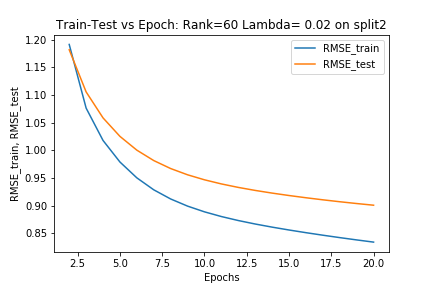 Train-Test vs Epoch: Rank=60 Lambda= 0.02 on split2
1.20
1.15
1.10
1.05
1.00
0.95
0.90
0.85
RMSE_train, RMSE_test
RMSE_train
RMSE_test
2.5 5.0 7.5 10.0 12.5 15.0 17.5 20.0
Epochs